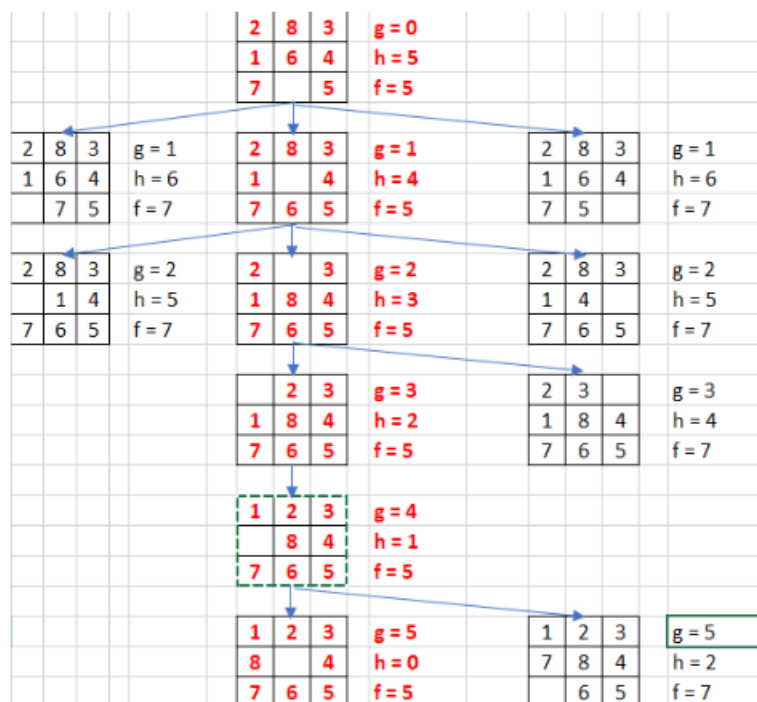 2 8 3 g = 0
1 6 4 h = 5
7 5 f = 5
2 8 3 g = 1 2 8 3 g = 1 2 8 3 g = 1
1 6 4 h = 6 1 4 h = 4 1 6 4 h = 6
7 5 f = 7 7 6 5 f = 5 7 5 f = 7
2 8 3 g = 2 2 3 g = 2 2 8 3 g = 2
1 4 h = 5 1 8 4 h = 3 1 4 h = 5
7 6 5 f = 7 7 6 5 f = 5 7 6 5 f = 7
2 3 g = 3 2 3 g = 3
1 8 4 h = 2 1 8 4 h = 4
7 6 5 f = 5 7 6 5 f = 7
1 2 3 g = 4
8 4 h = 1
7 6 5 f = 5
1 2 3 g = 5 1 2 3 g = 5
8 4 h = 0 7 8 4 h = 2
7 6 5 f = 5 6 5 f = 7